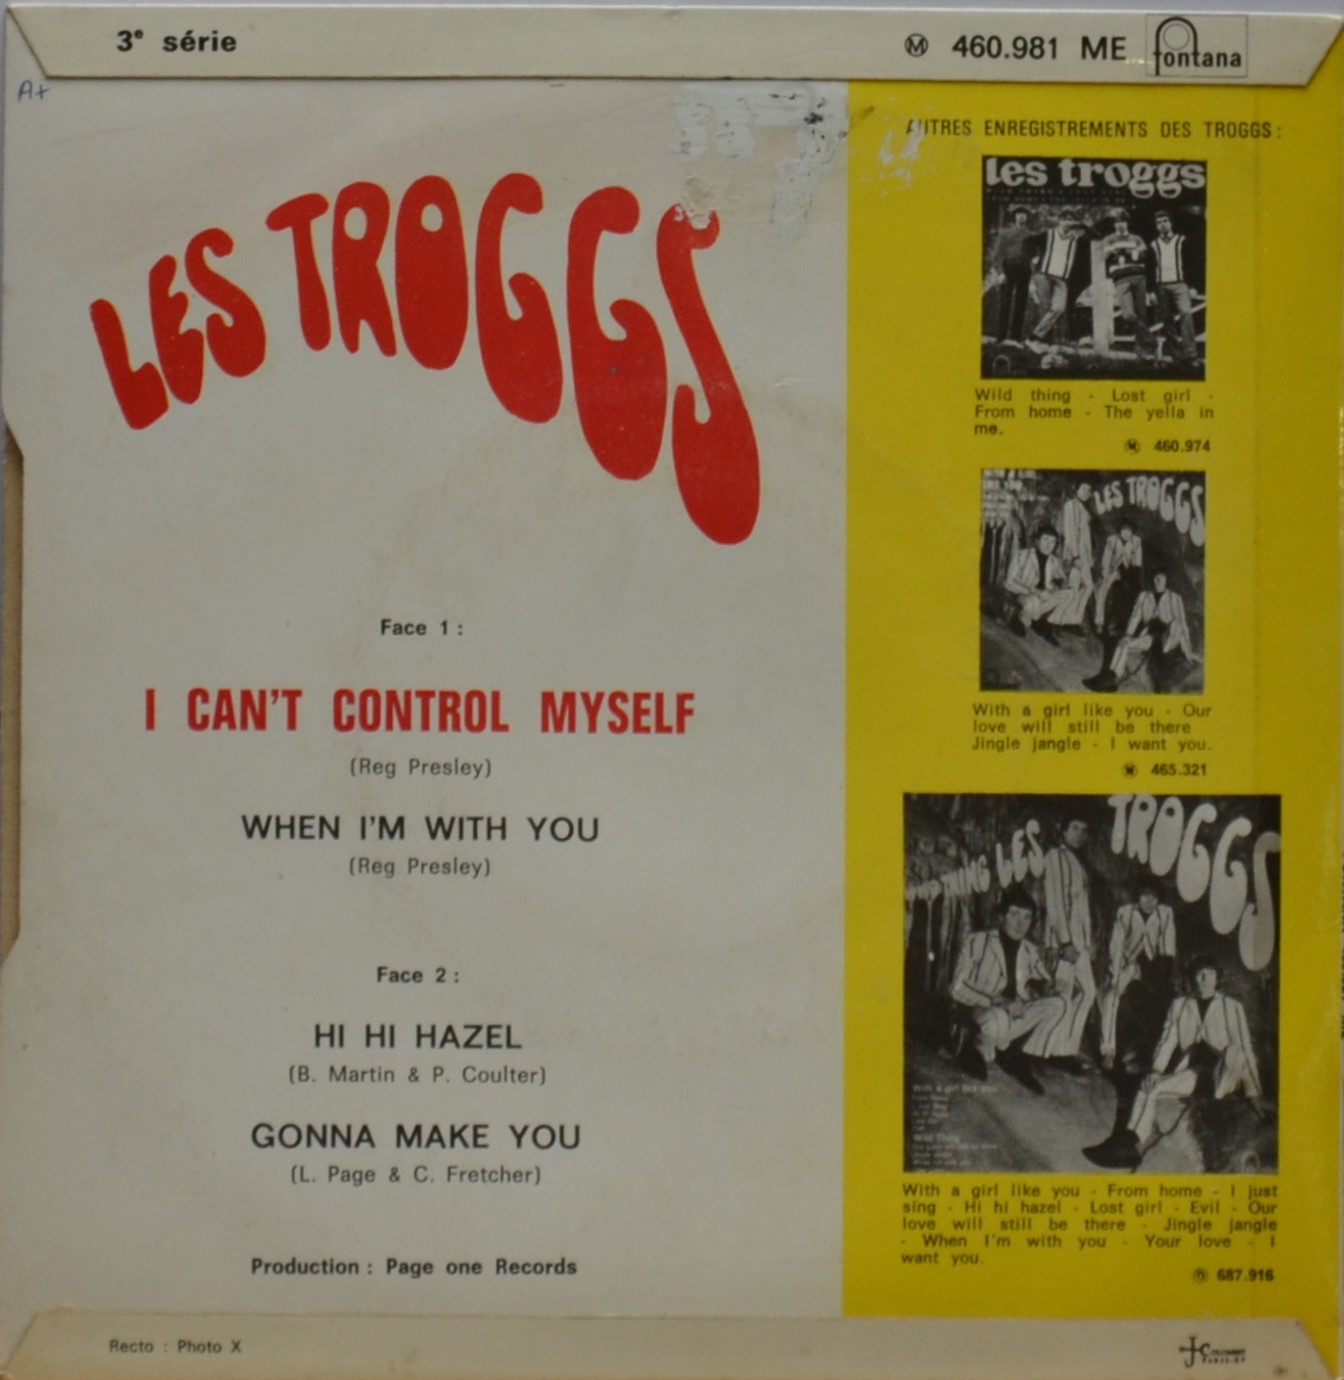 3e série
Ⓜ 460.981 ME fontana
A+
LES TROGGS
Face 1 :
I CAN'T CONTROL MYSELF
(Reg Presley)
WHEN I'M WITH YOU
(Reg Presley)
Face 2 :
HI HI HAZEL
(B. Martin & P. Coulter)
GONNA MAKE YOU
(L. Page & C. Fretcher)
Production : Page one Records
AUTRES ENREGISTREMENTS DES TROGGS :
les troggs
Wild thing - Lost girl -
From home - The yella in
me.
Ⓜ 460.974
LES TROGGS
With a girl like you - Our
love will still be there
Jingle jangle - I want you.
Ⓜ 465.321
LES TROGGS
With a girl like you - From home - I just
sing - Hi hi hazel - Lost girl - Evil - Our
love will still be there - Jingle jangle
- When I'm with you - Your love - I
want you.
687.916
Recto : Photo X